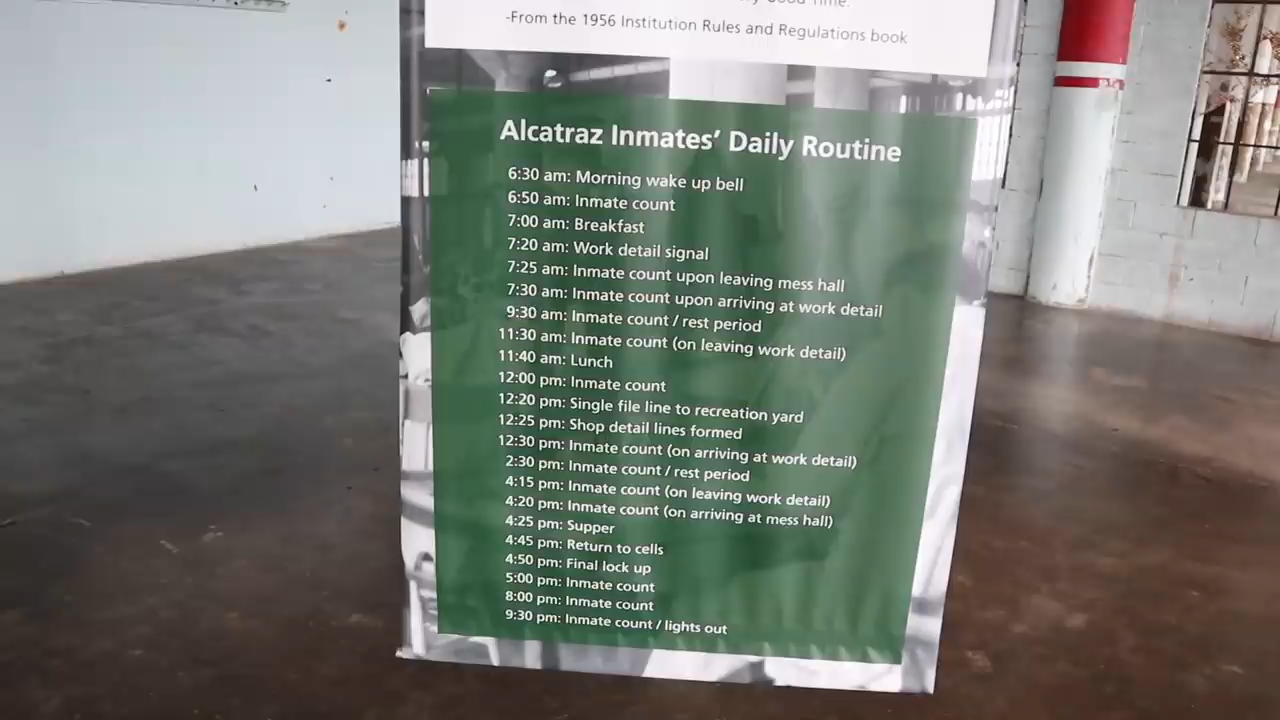 Good Time.
-From the 1956 Institution Rules and Regulations book
Alcatraz Inmates' Daily Routine
6:30 am: Morning wake up bell
6:50 am: Inmate count
7:00 am: Breakfast
7:20 am: Work detail signal
7:25 am: Inmate count upon leaving mess hall
7:30 am: Inmate count upon arriving at work detail
9:30 am: Inmate count / rest period
11:30 am: Inmate count (on leaving work detail)
11:40 am: Lunch
12:00 pm: Inmate count
12:20 pm: Single file line to recreation yard
12:25 pm: Shop detail lines formed
12:30 pm: Inmate count (on arriving at work detail)
2:30 pm: Inmate count / rest period
4:15 pm: Inmate count (on leaving work detail)
4:20 pm: Inmate count (on arriving at mess hall)
4:25 pm: Supper
4:45 pm: Return to cells
4:50 pm: Final lock up
5:00 pm: Inmate count
8:00 pm: Inmate count
9:30 pm: Inmate count / lights out